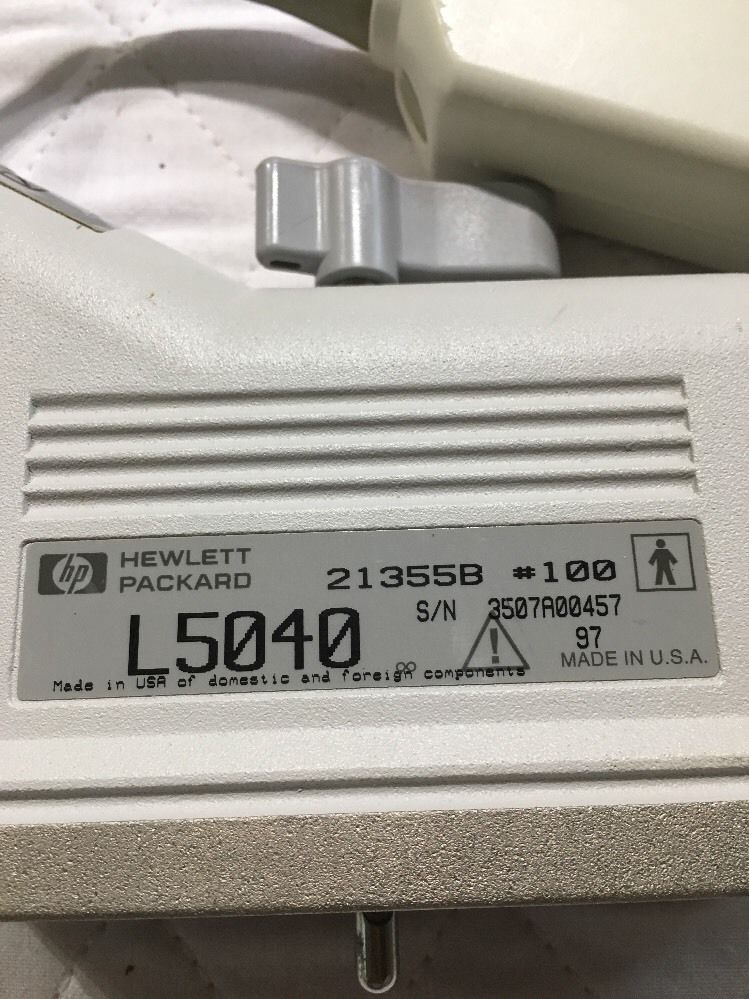 hp HEWLETT PACKARD
21355B #100
S/N 3507A00457
L5040
97
MADE IN U.S.A.
Made in USA of domestic and foreign components